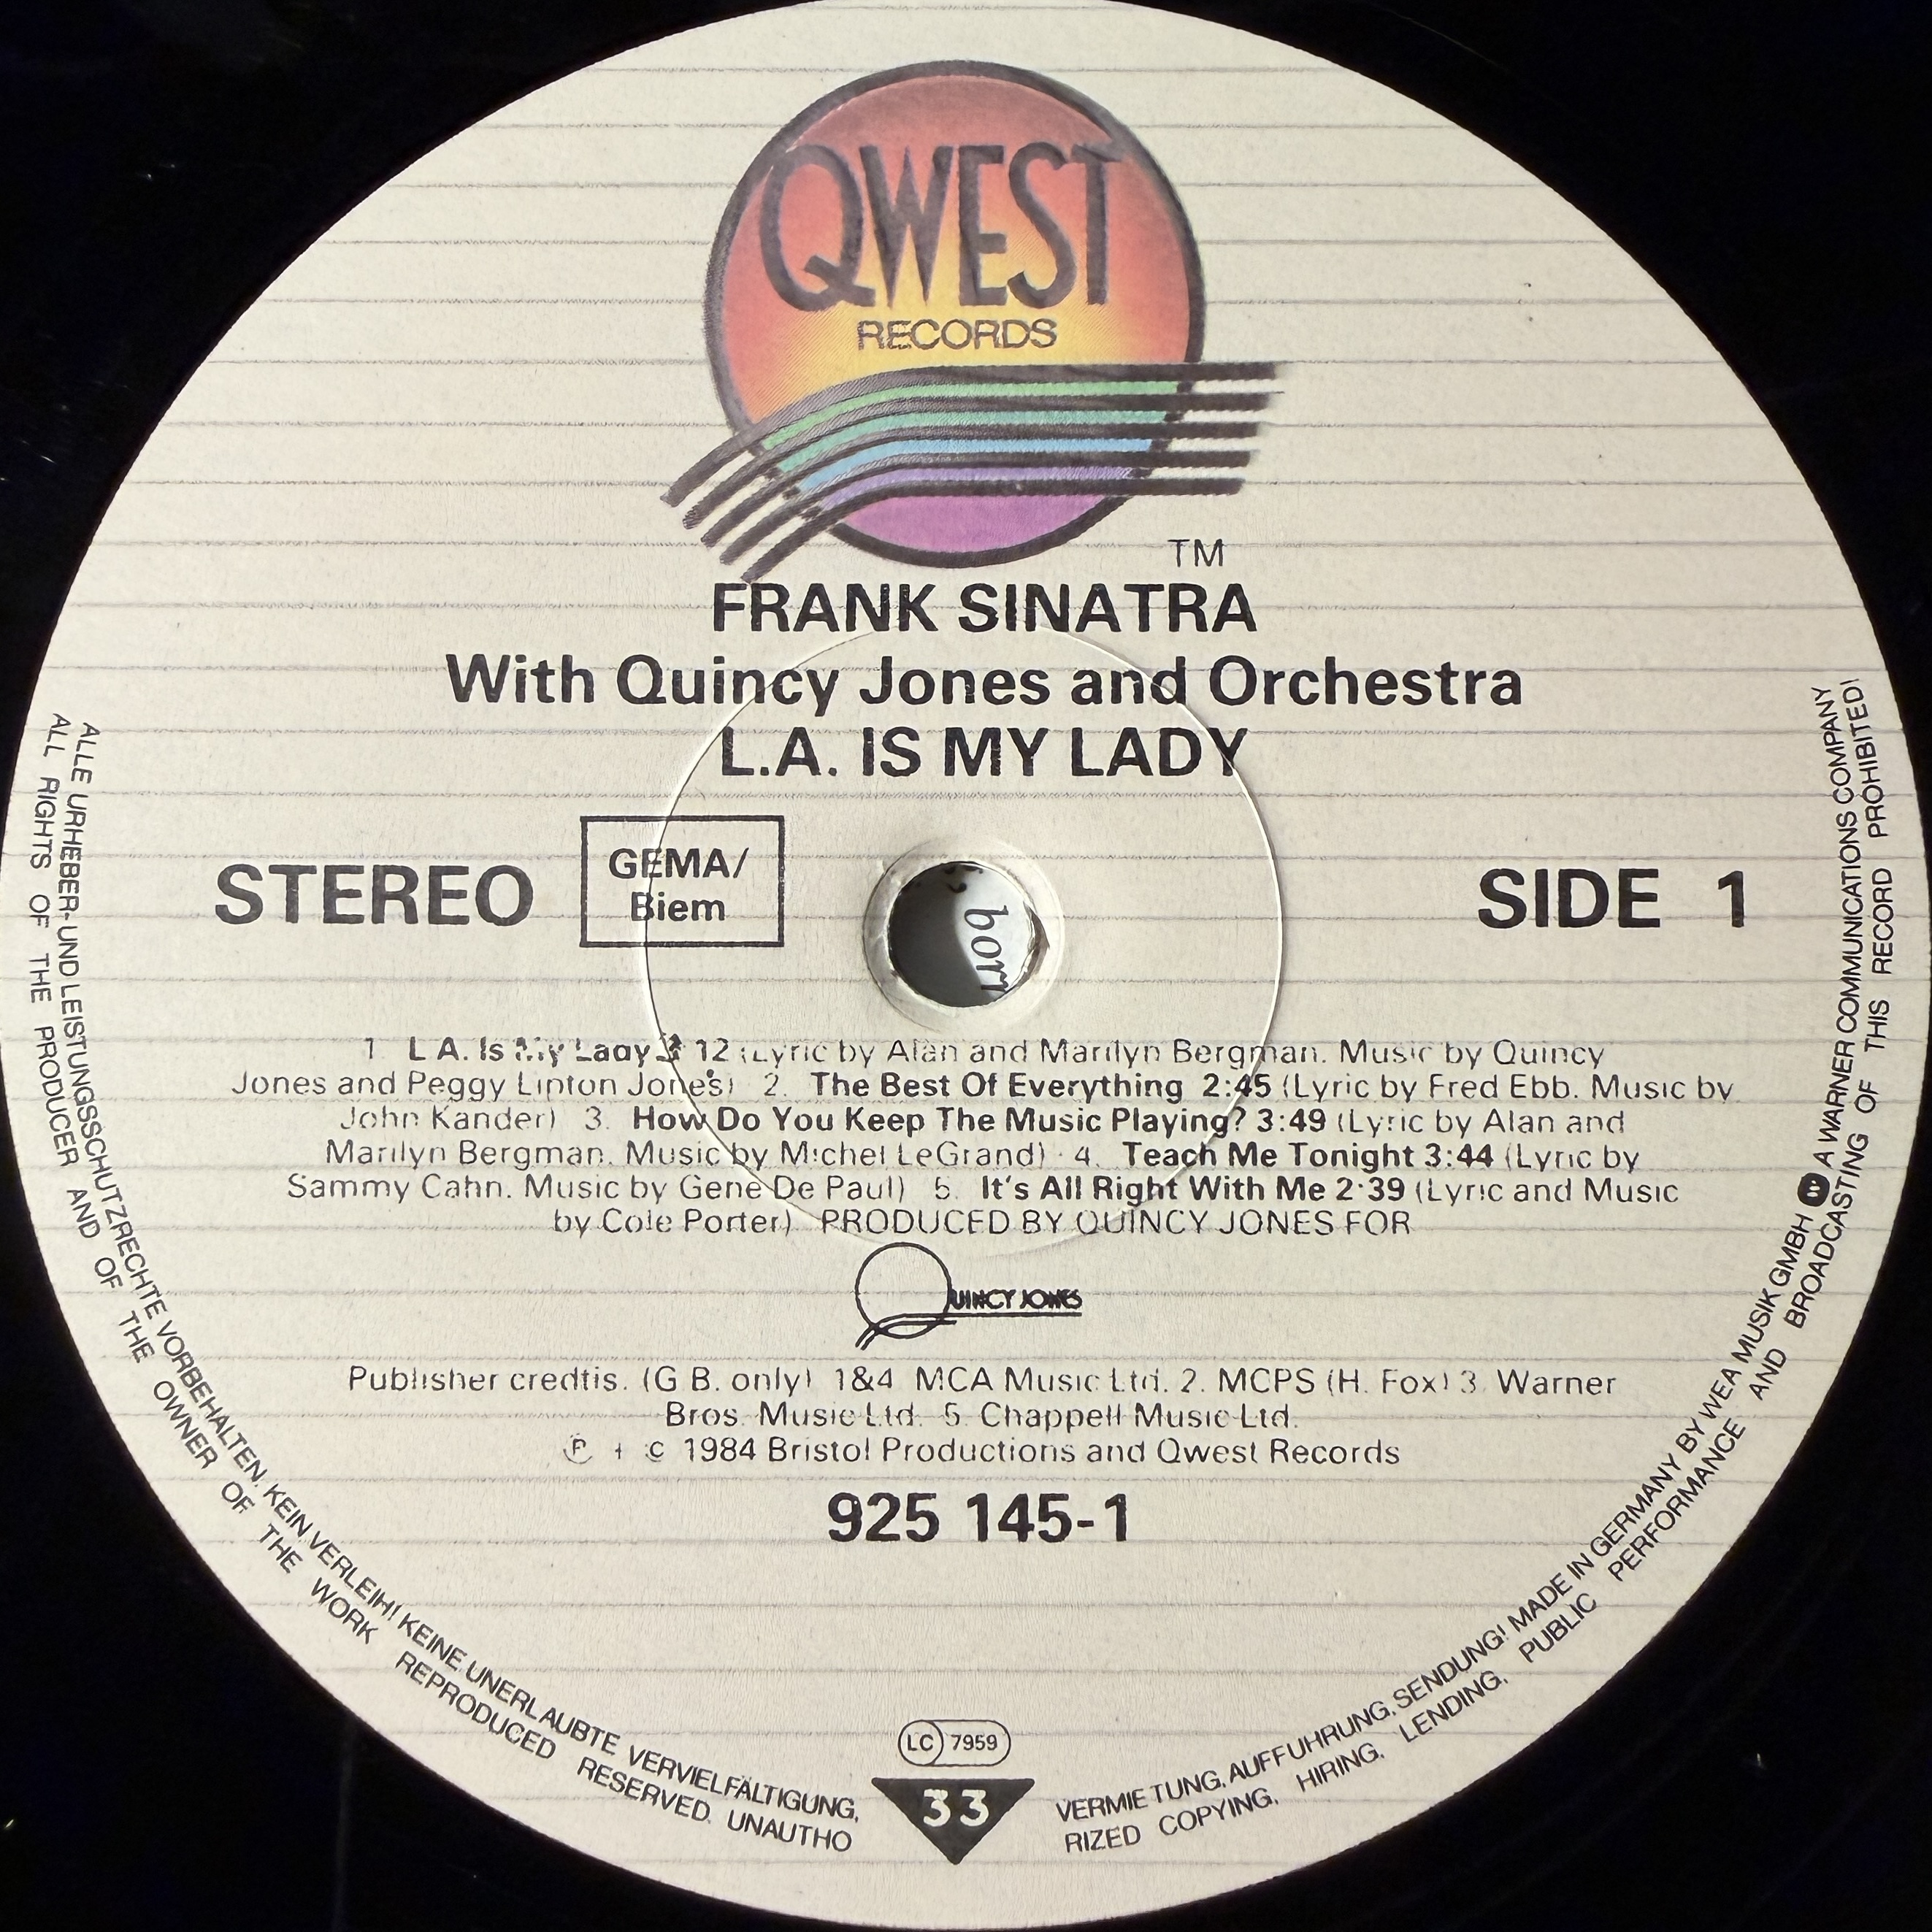 QWEST
RECORDS
TM
FRANK SINATRA
With Quincy Jones and Orchestra
L.A. IS MY LADY
STEREO
GEMA/
Biem
SIDE 1
born
1. L.A. Is My Lady 3:12 (Lyric by Alan and Marilyn Bergman. Music by Quincy
Jones and Peggy Lipton Jones) 2. The Best Of Everything 2:45 (Lyric by Fred Ebb. Music by
John Kander) 3. How Do You Keep The Music Playing? 3:49 (Lyric by Alan and
Marilyn Bergman. Music by Michel LeGrand) 4. Teach Me Tonight 3:44 (Lyric by
Sammy Cahn. Music by Gene De Paul) 5. It's All Right With Me 2:39 (Lyric and Music
by Cole Porter) PRODUCED BY QUINCY JONES FOR
QUINCY JONES
Publisher credtis. (G.B. only) 1&4. MCA Music Ltd. 2. MCPS (H. Fox) 3. Warner
Bros. Music Ltd. 5. Chappell Music Ltd.
℗ + © 1984 Bristol Productions and Qwest Records
925 145-1
LC 7959
33
ALLE URHEBER- UND LEISTUNGSSCHUTZRECHTE VORBEHALTEN. KEIN VERLEIH! KEINE UNERLAUBTE VERVIELFÄLTIGUNG, VERMIETUNG, AUFFUHRUNG, SENDUNG! MADE IN GERMANY BY WEA MUSIK GMBH W A WARNER COMMUNICATIONS COMPANY
ALL RIGHTS OF THE PRODUCER AND OF THE OWNER OF THE WORK REPRODUCED RESERVED. UNAUTHORIZED COPYING, HIRING, LENDING, PUBLIC PERFORMANCE AND BROADCASTING OF THIS RECORD PROHIBITED!